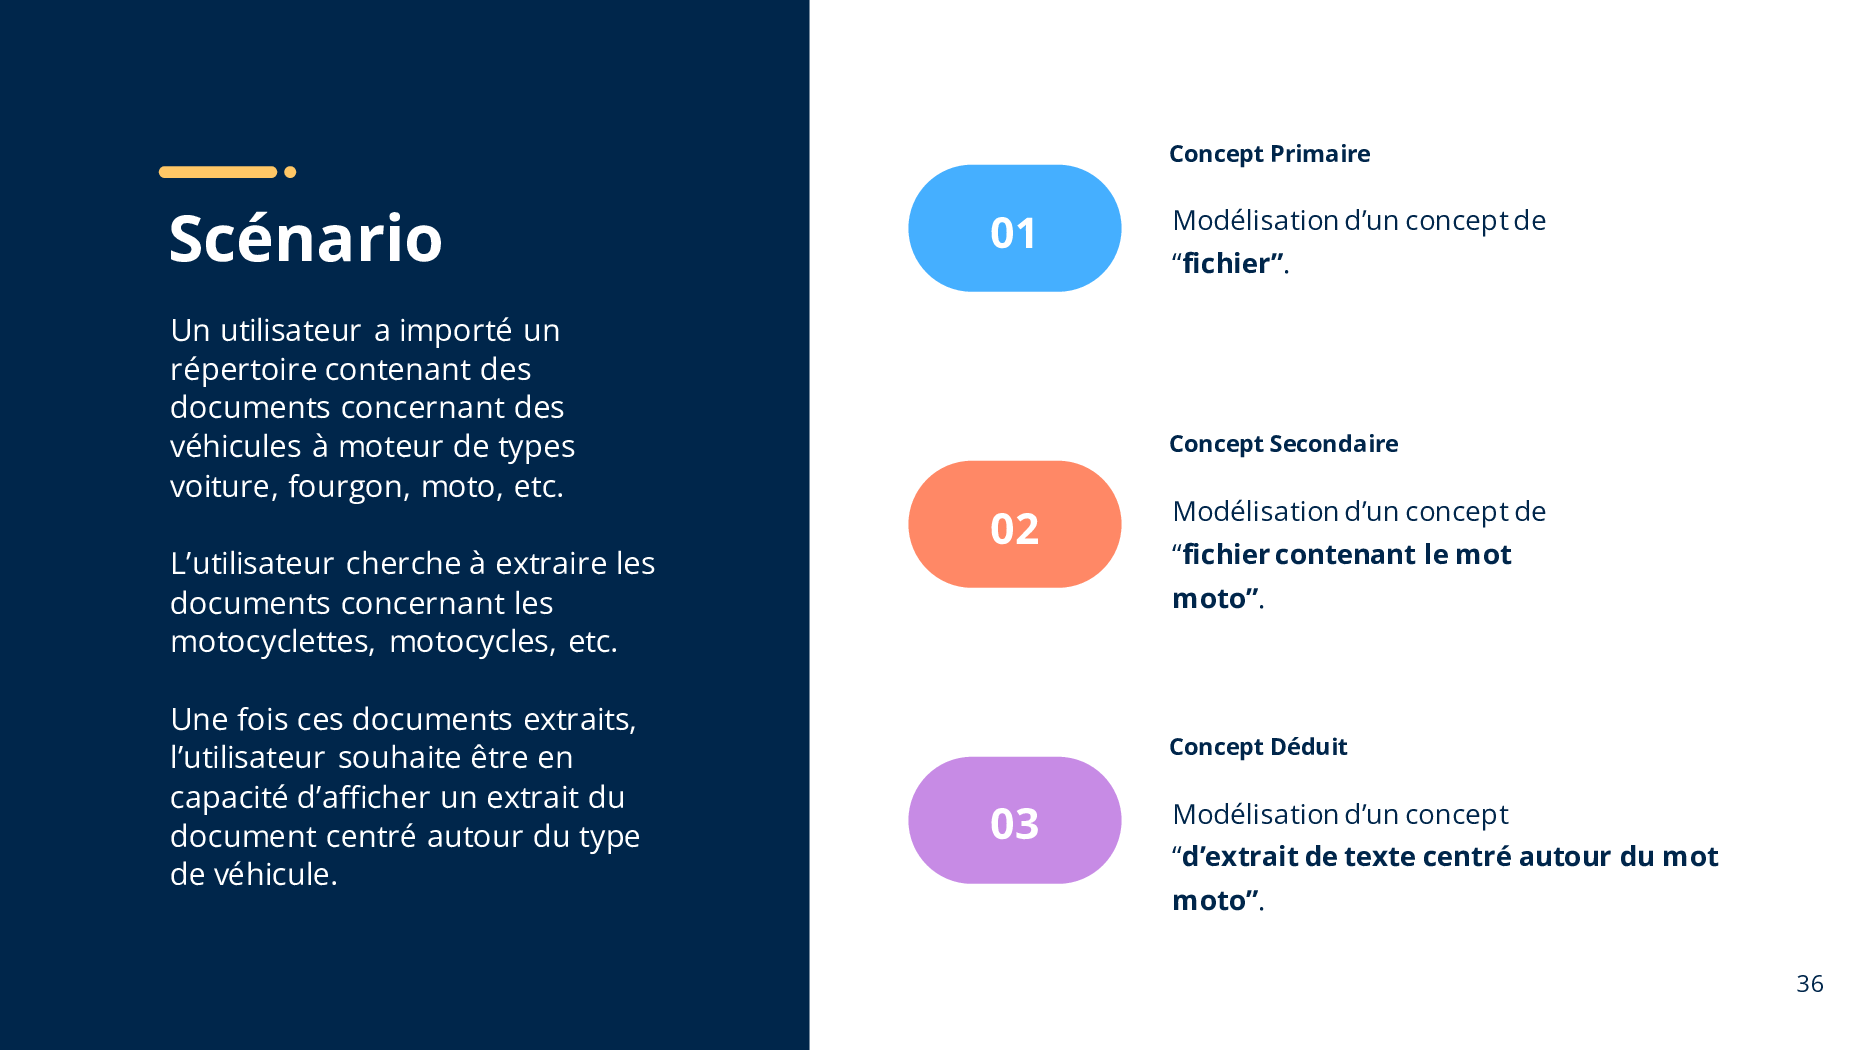 Scénario
Un utilisateur a importé un
répertoire contenant des
documents concernant des
véhicules à moteur de types
voiture, fourgon, moto, etc.
L’utilisateur cherche à extraire les
documents concernant les
motocyclettes, motocycles, etc.
Une fois ces documents extraits,
l’utilisateur souhaite être en
capacité d’afficher un extrait du
document centré autour du type
de véhicule.
01
Concept Primaire
Modélisation d’un concept de
“fichier”.
02
Concept Secondaire
Modélisation d’un concept de
“fichier contenant le mot
moto”.
03
Concept Déduit
Modélisation d’un concept
“d’extrait de texte centré autour du mot
moto”.
36